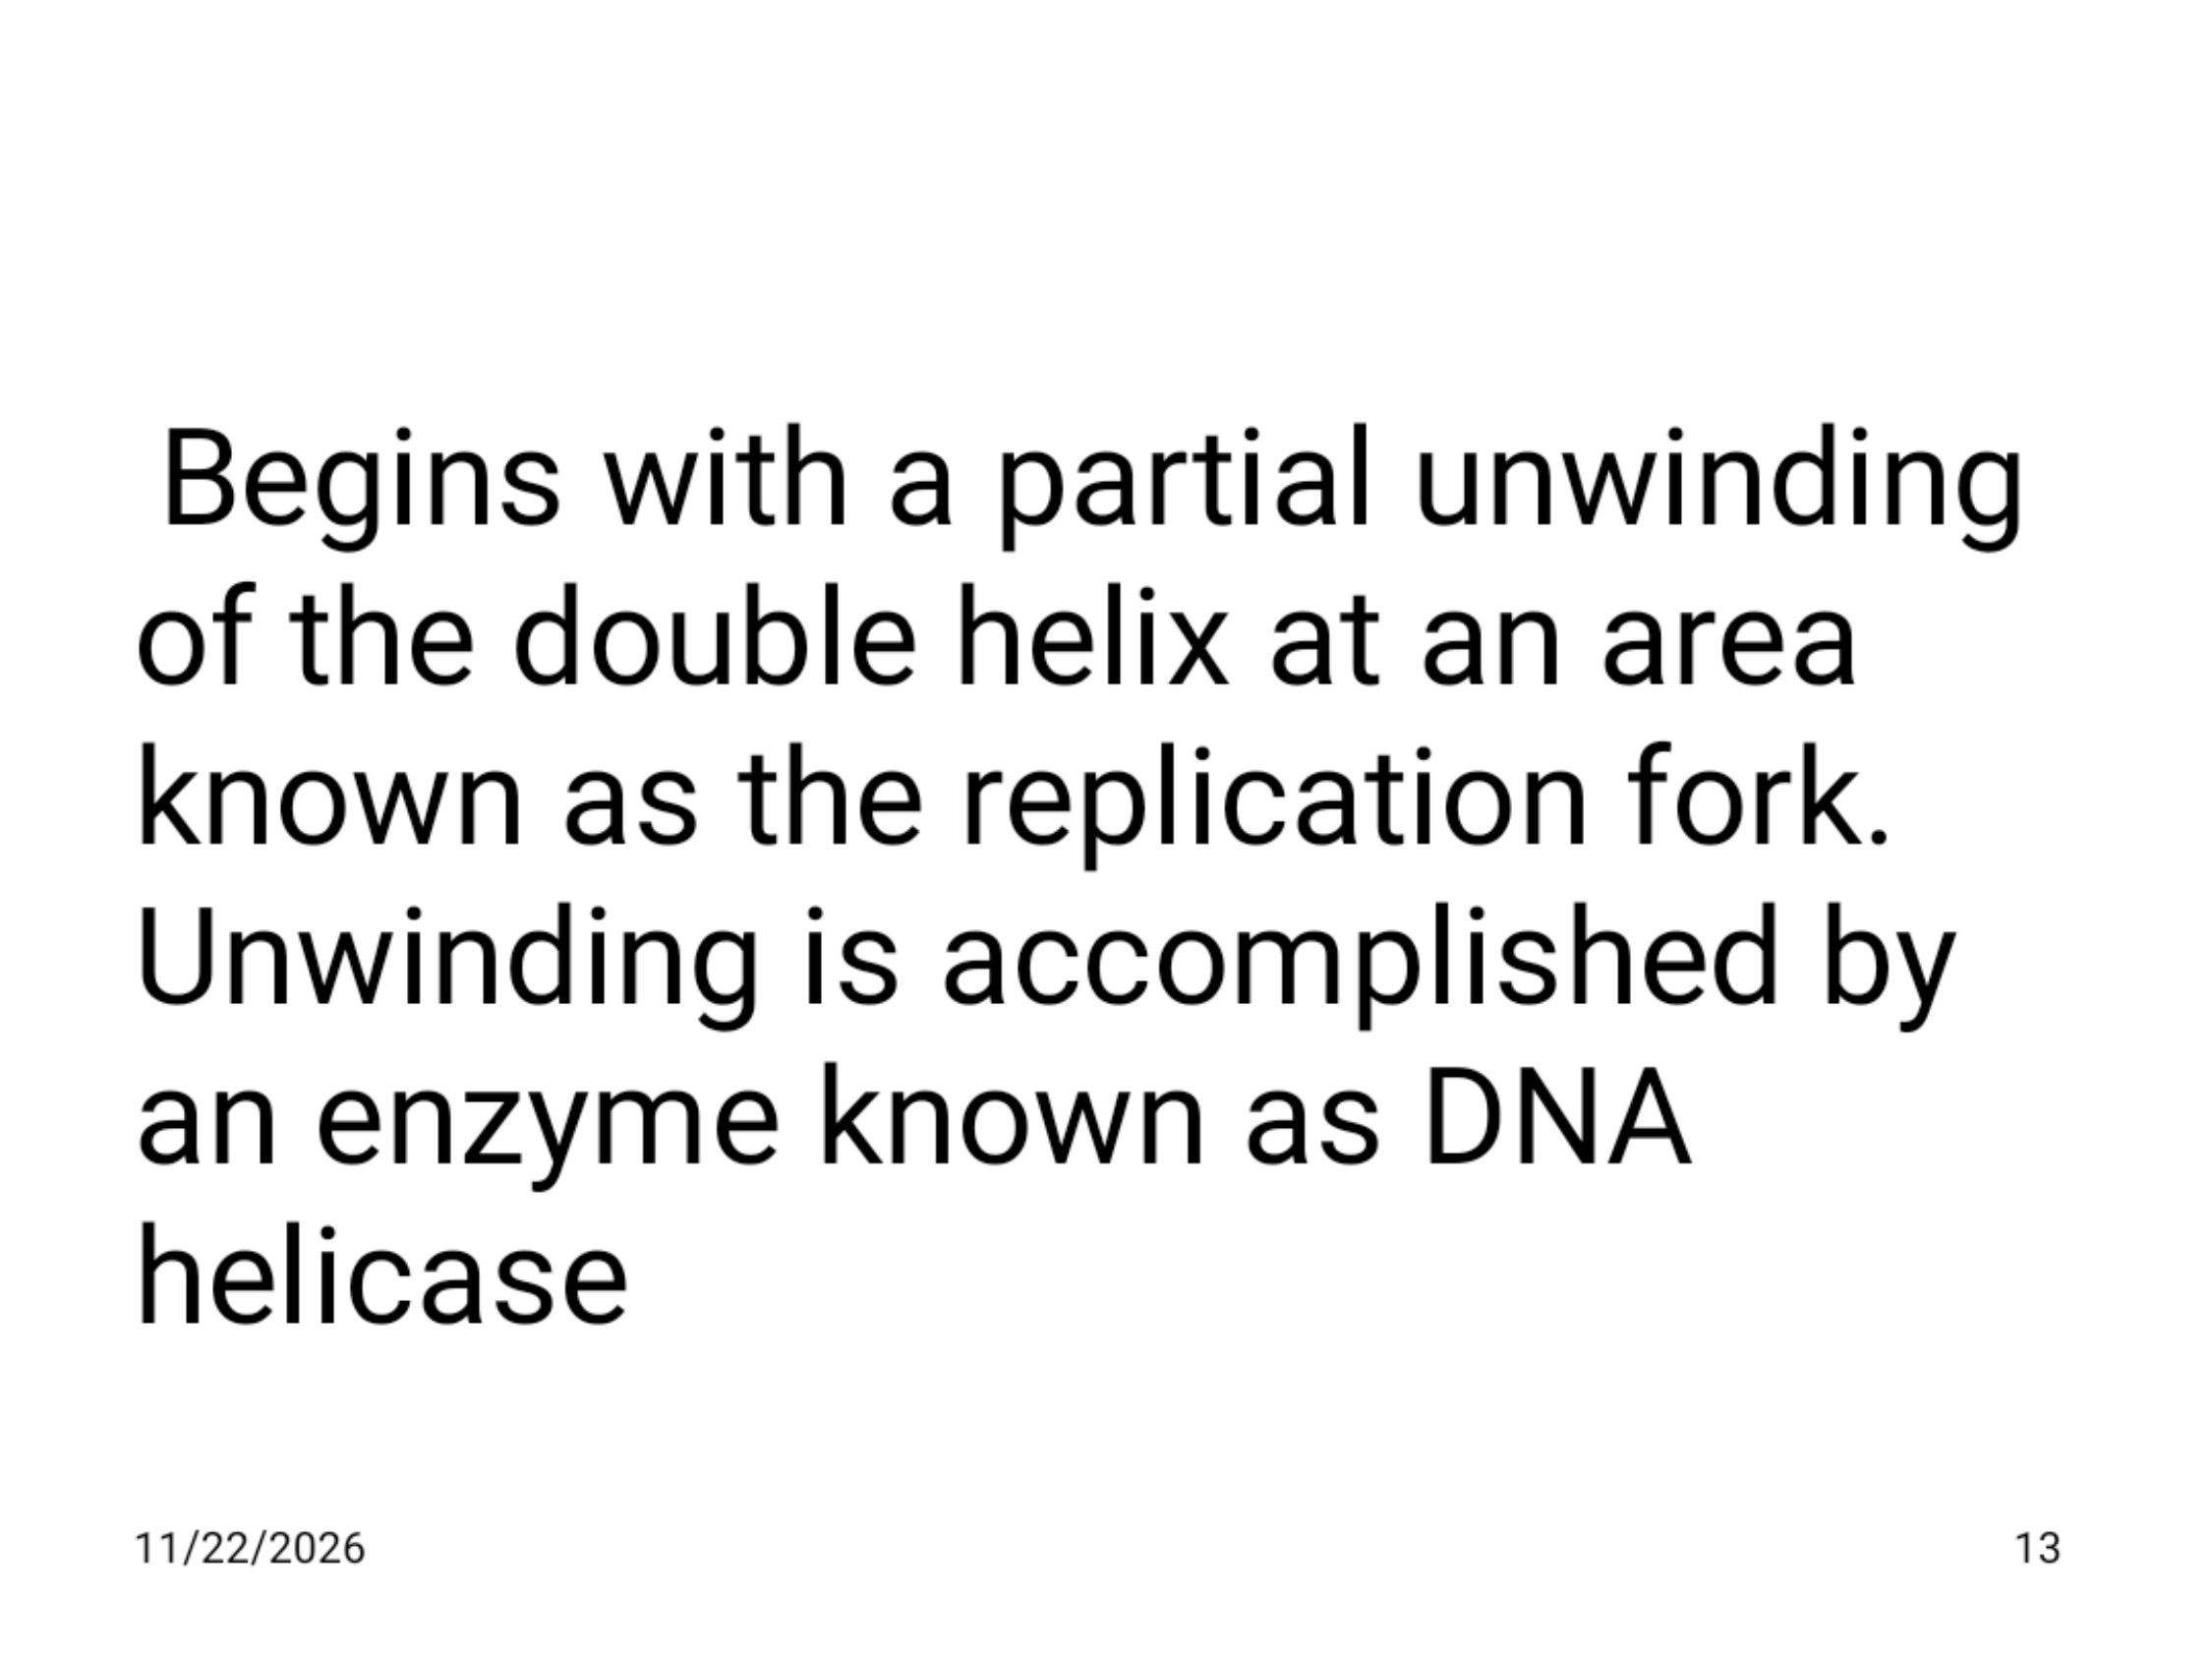 Begins with a partial unwinding
of the double helix at an area
known as the replication fork.
Unwinding is accomplished by
an enzyme known as DNA
helicase
11/22/2026
13